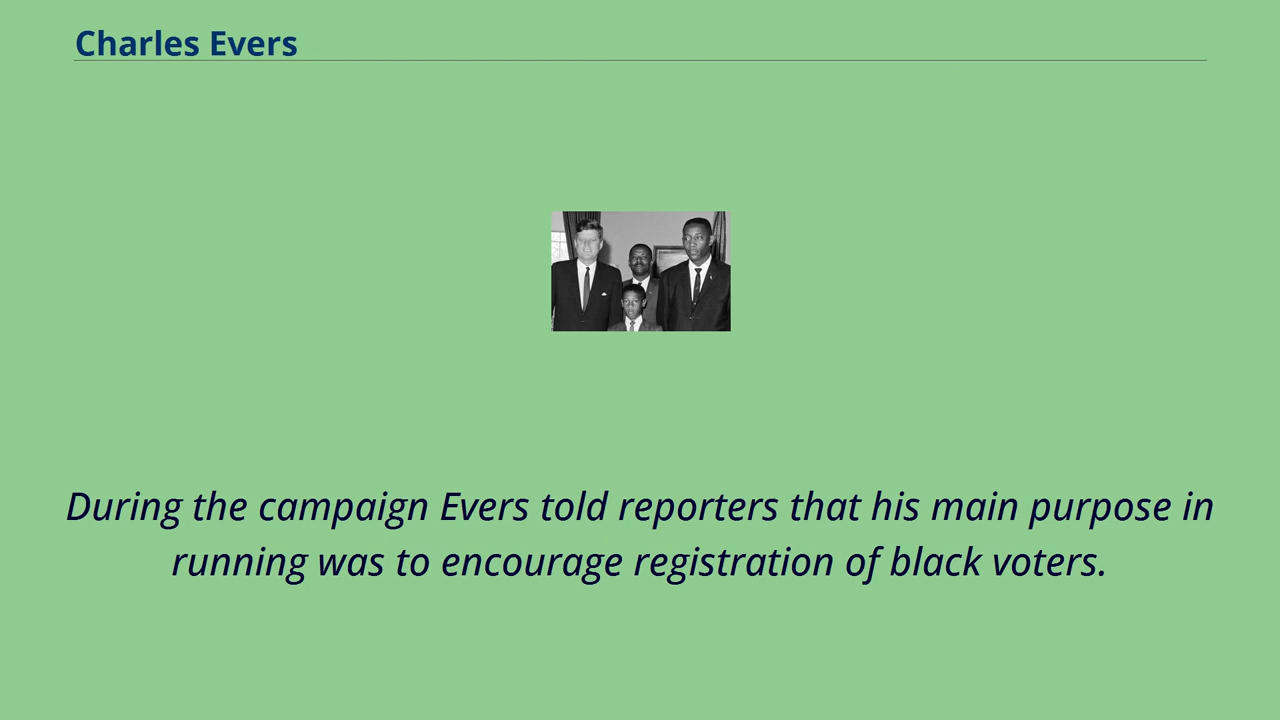 Charles Evers
During the campaign Evers told reporters that his main purpose in
running was to encourage registration of black voters.